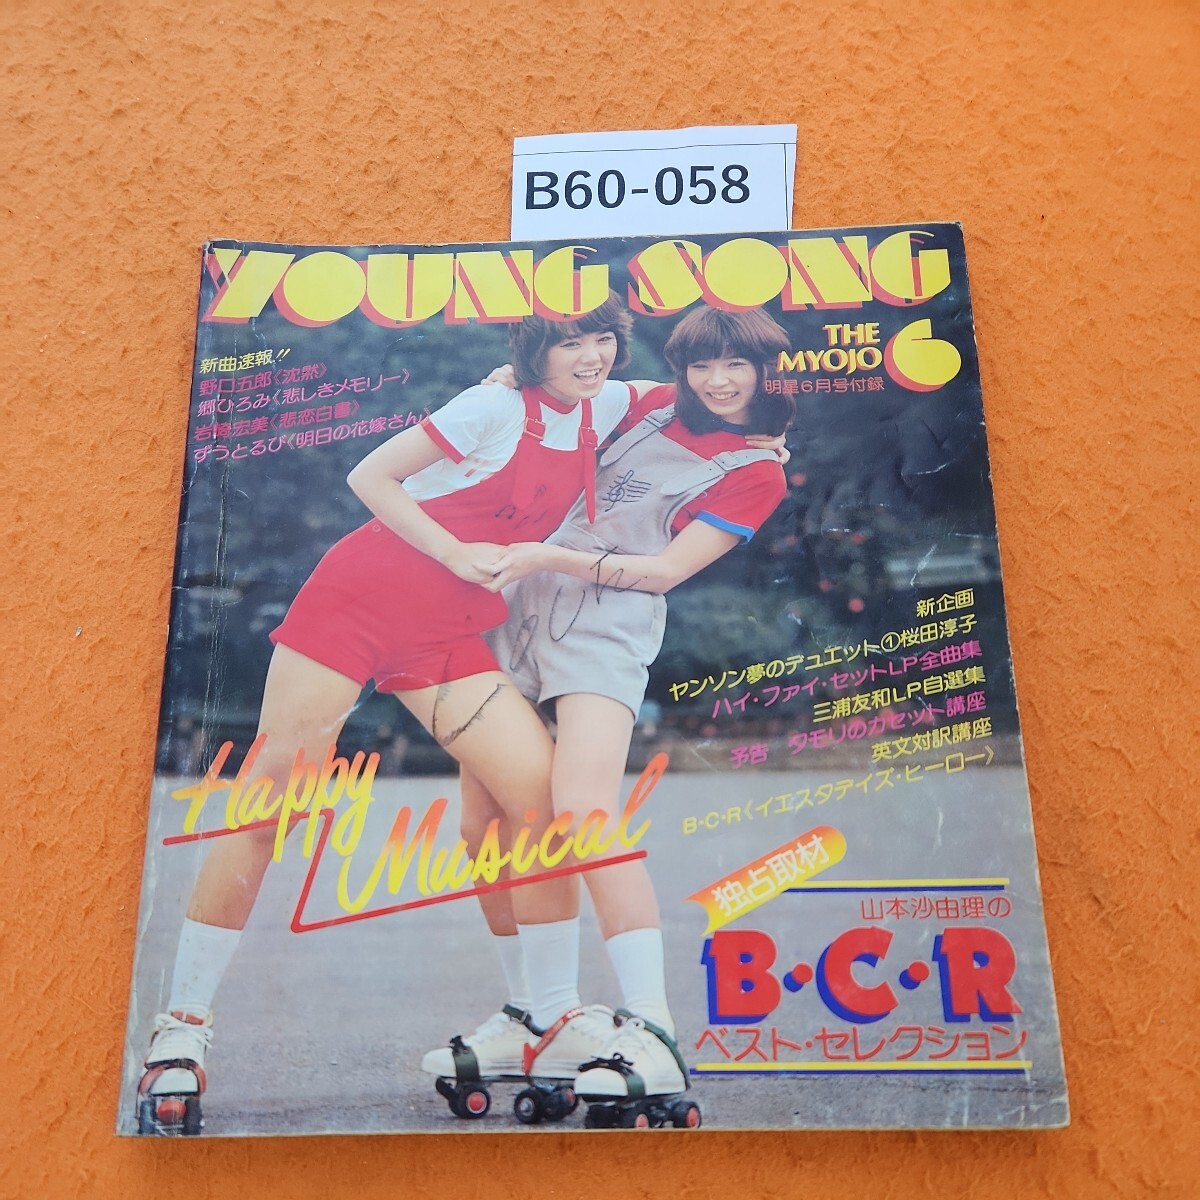 B60-058
YOUNG SONG
THE
MYOJO 6
明星6月号付録
新曲速報!!
野口五郎《沈黙》
郷ひろみ《悲しきメモリー》
岩崎宏美《悲恋白書》
ずうとるび《明日の花嫁さん》
新企画
ヤンソン夢のデュエット①桜田淳子
ハイ・ファイ・セットLP全曲集
三浦友和LP自選集
予告 タモリのカセット講座
英文対訳講座
B・C・R《イエスタデイズ・ヒーロー》
Happy
Musical
独占取材
山本沙由理の
B・C・R
ベスト・セレクション